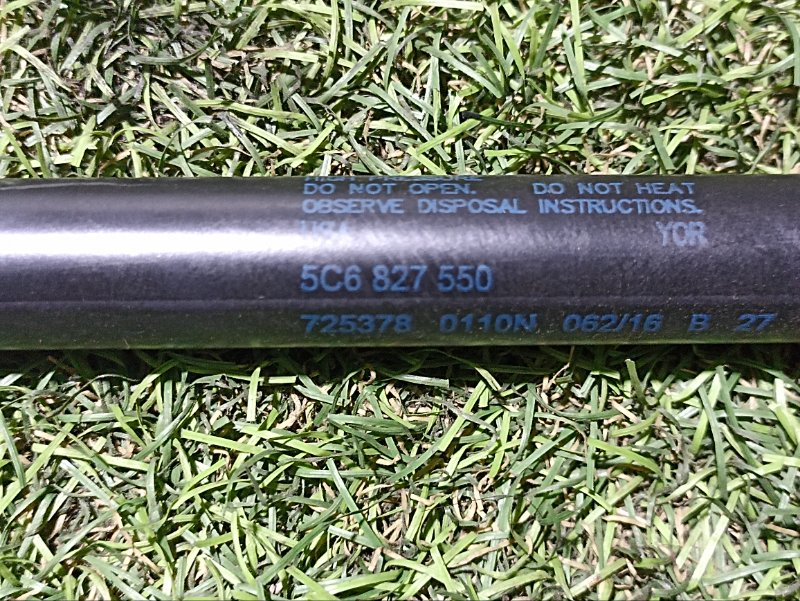 DO NOT OPEN. DO NOT HEAT
OBSERVE DISPOSAL INSTRUCTIONS.
USA YOR
5C6 827 550
725378 0110N 062/16 B 27